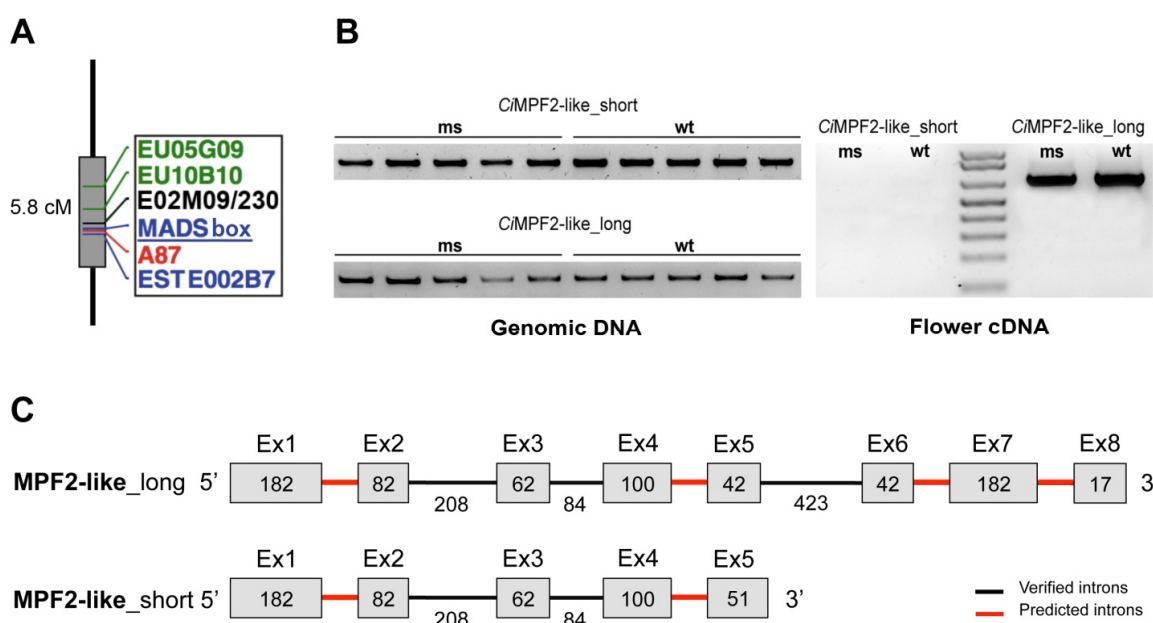 A
5.8 cM
EU05G09
EU10B10
E02M09/230
MADS box
A87
EST E002B7
B
CiMPF2-like_short
ms wt
CiMPF2-like_long
ms wt
Genomic DNA
CiMPF2-like_short CiMPF2-like_long
ms wt ms wt
Flower cDNA
C
Ex1 Ex2 Ex3 Ex4 Ex5 Ex6 Ex7 Ex8
MPF2-like_long 5’ 182 82 62 100 42 42 182 17 3
208 84 423
Ex1 Ex2 Ex3 Ex4 Ex5
MPF2-like_short 5’ 182 82 62 100 51 3’
208 84
Verified introns
Predicted introns